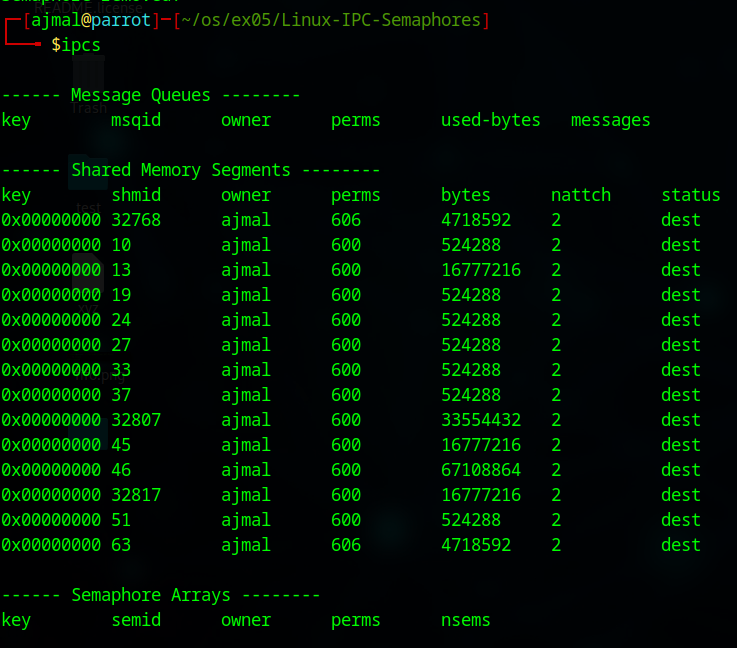 Semaphore removed.
┌─[ajmal@parrot]─[~/os/ex05/Linux-IPC-Semaphores]
└──╼ $ipcs

------ Message Queues --------
key        msqid      owner      perms      used-bytes   messages

------ Shared Memory Segments --------
key        shmid      owner      perms      bytes      nattch     status
0x00000000 32768      ajmal      606        4718592    2          dest
0x00000000 10         ajmal      600        524288     2          dest
0x00000000 13         ajmal      600        16777216   2          dest
0x00000000 19         ajmal      600        524288     2          dest
0x00000000 24         ajmal      600        524288     2          dest
0x00000000 27         ajmal      600        524288     2          dest
0x00000000 33         ajmal      600        524288     2          dest
0x00000000 37         ajmal      600        524288     2          dest
0x00000000 32807      ajmal      600        33554432   2          dest
0x00000000 45         ajmal      600        16777216   2          dest
0x00000000 46         ajmal      600        67108864   2          dest
0x00000000 32817      ajmal      600        16777216   2          dest
0x00000000 51         ajmal      600        524288     2          dest
0x00000000 63         ajmal      606        4718592    2          dest

------ Semaphore Arrays --------
key        semid      owner      perms      nsems